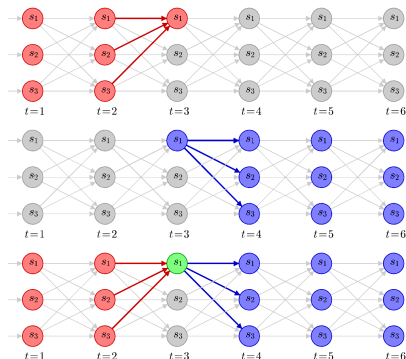 s₁ s₁ s₁ s₁ s₁ s₁
s₂ s₂ s₂ s₂ s₂ s₂
s₃ s₃ s₃ s₃ s₃ s₃
t=1 t=2 t=3 t=4 t=5 t=6
s₁ s₁ s₁ s₁ s₁ s₁
s₂ s₂ s₂ s₂ s₂ s₂
s₃ s₃ s₃ s₃ s₃ s₃
t=1 t=2 t=3 t=4 t=5 t=6
s₁ s₁ s₁ s₁ s₁ s₁
s₂ s₂ s₂ s₂ s₂ s₂
s₃ s₃ s₃ s₃ s₃ s₃
t=1 t=2 t=3 t=4 t=5 t=6